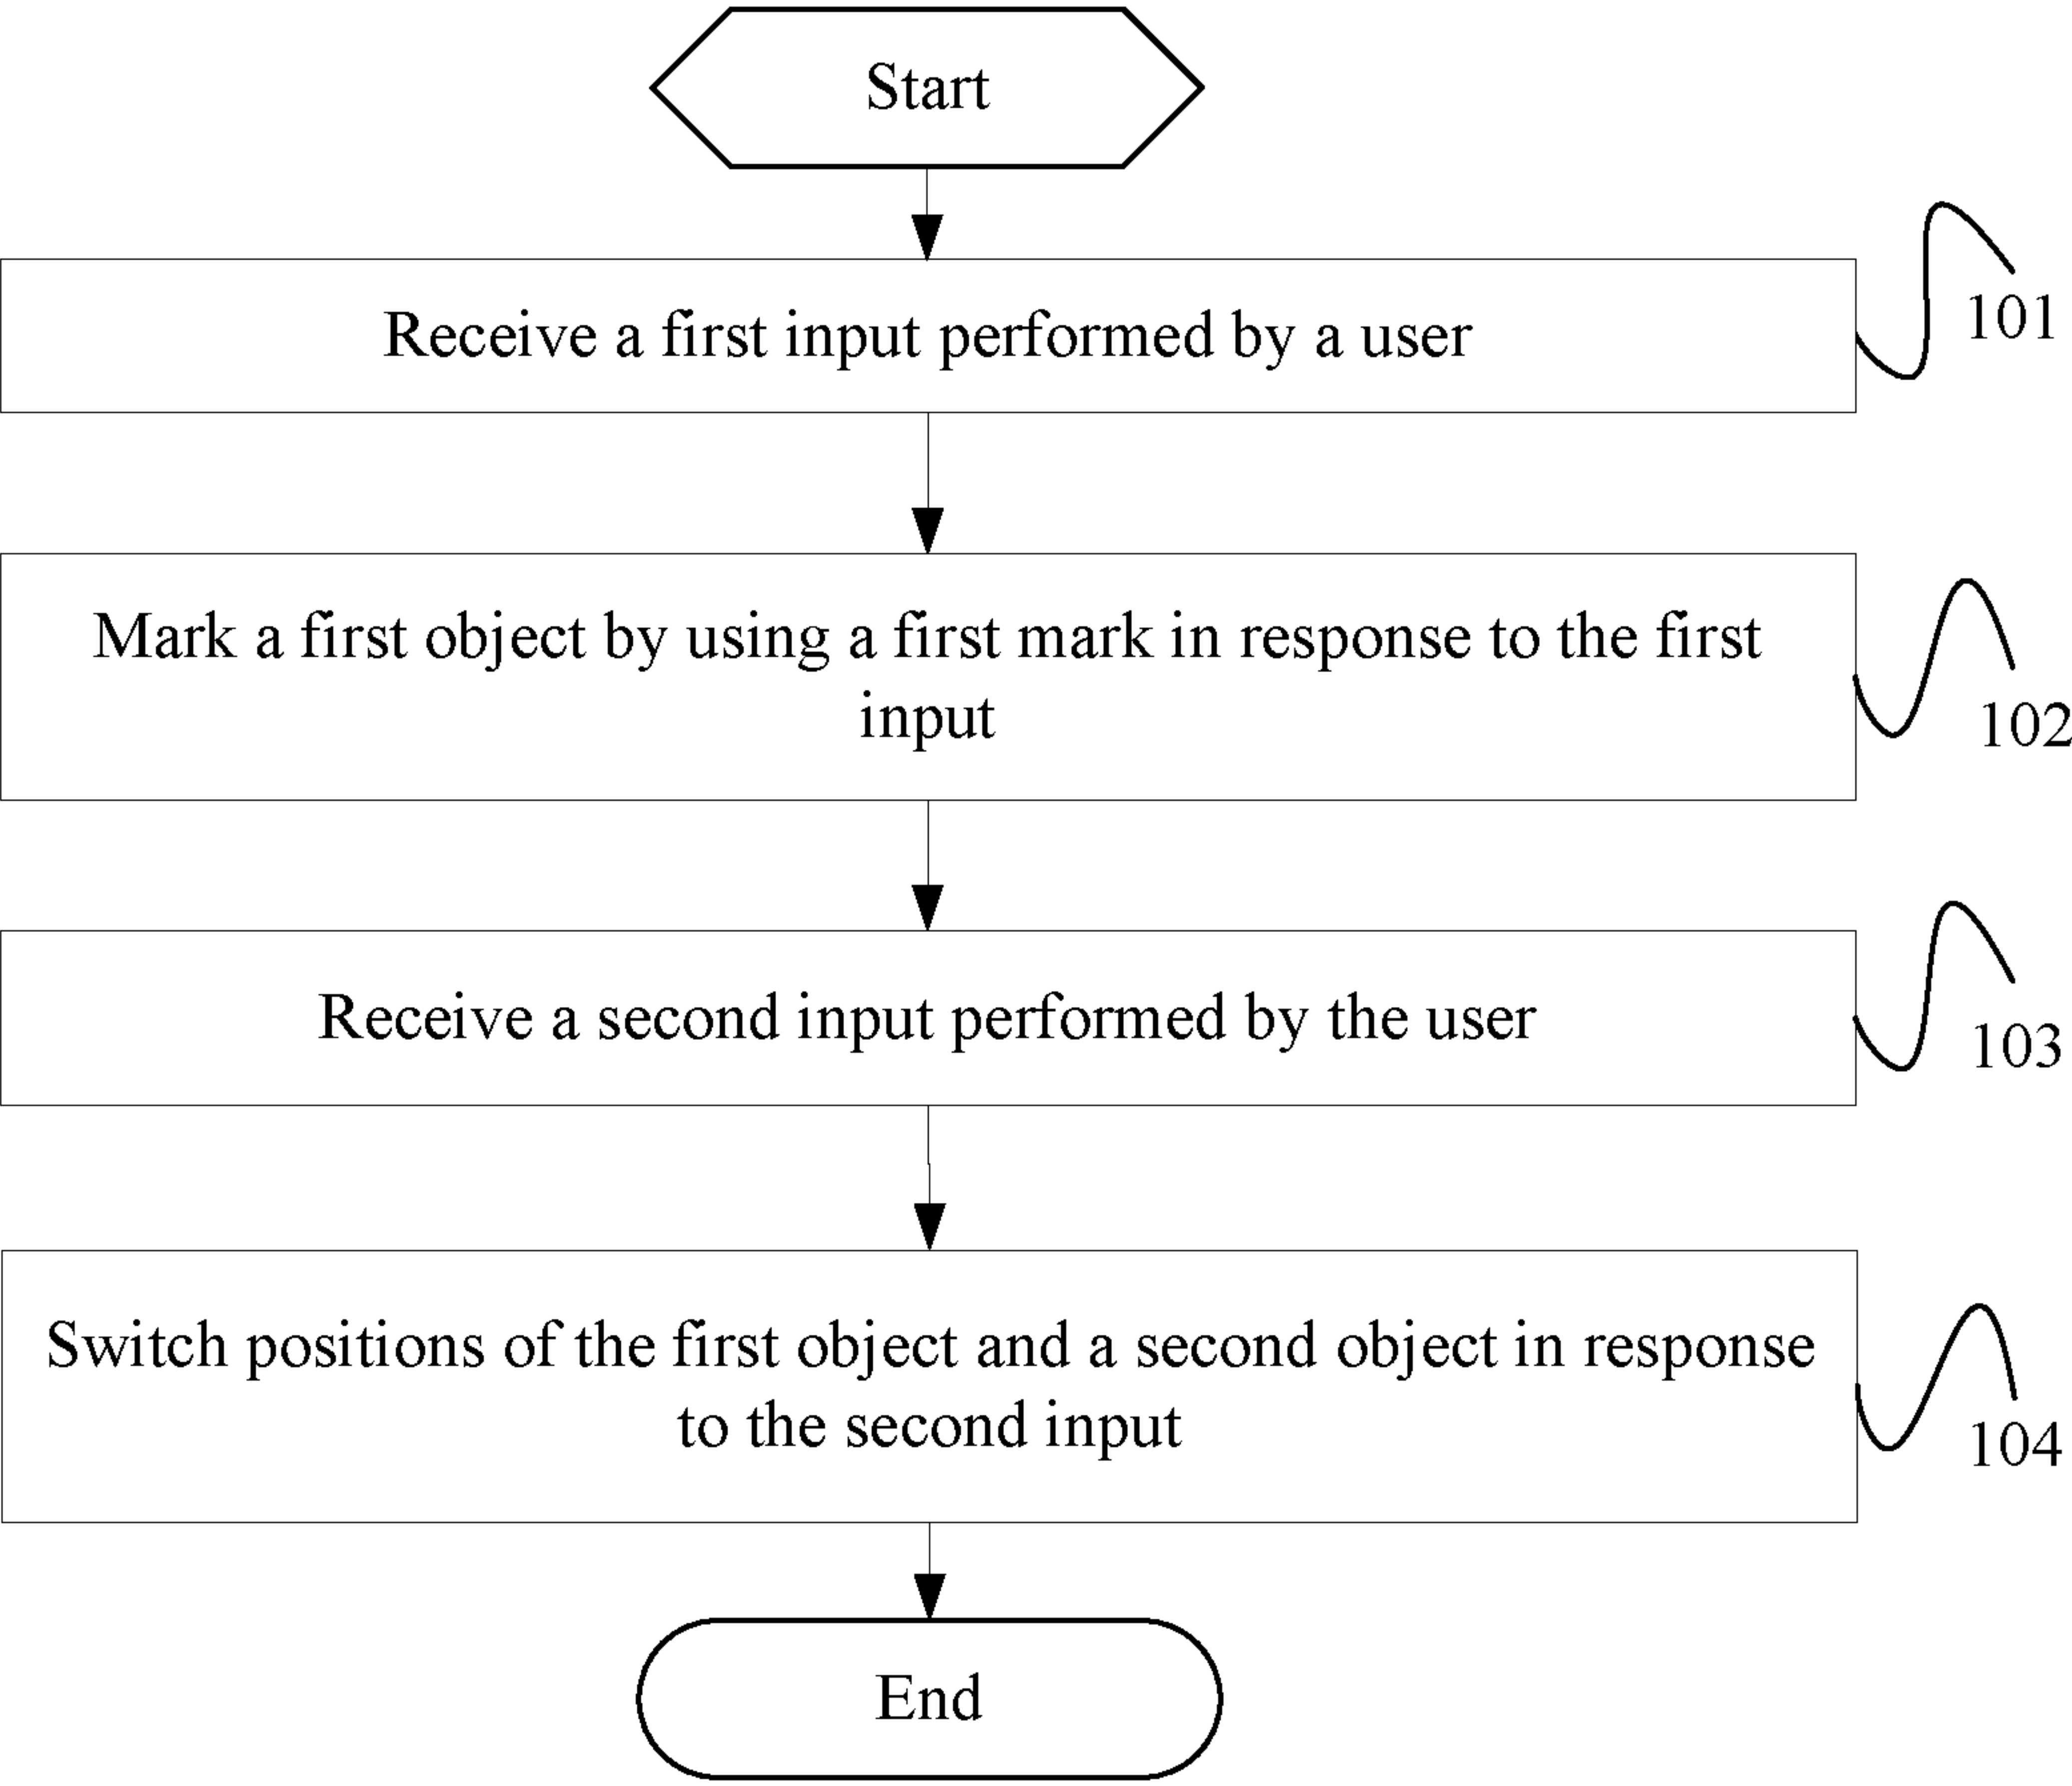 Start
Receive a first input performed by a user
101
Mark a first object by using a first mark in response to the first
input
102
Receive a second input performed by the user
103
Switch positions of the first object and a second object in response
to the second input
104
End